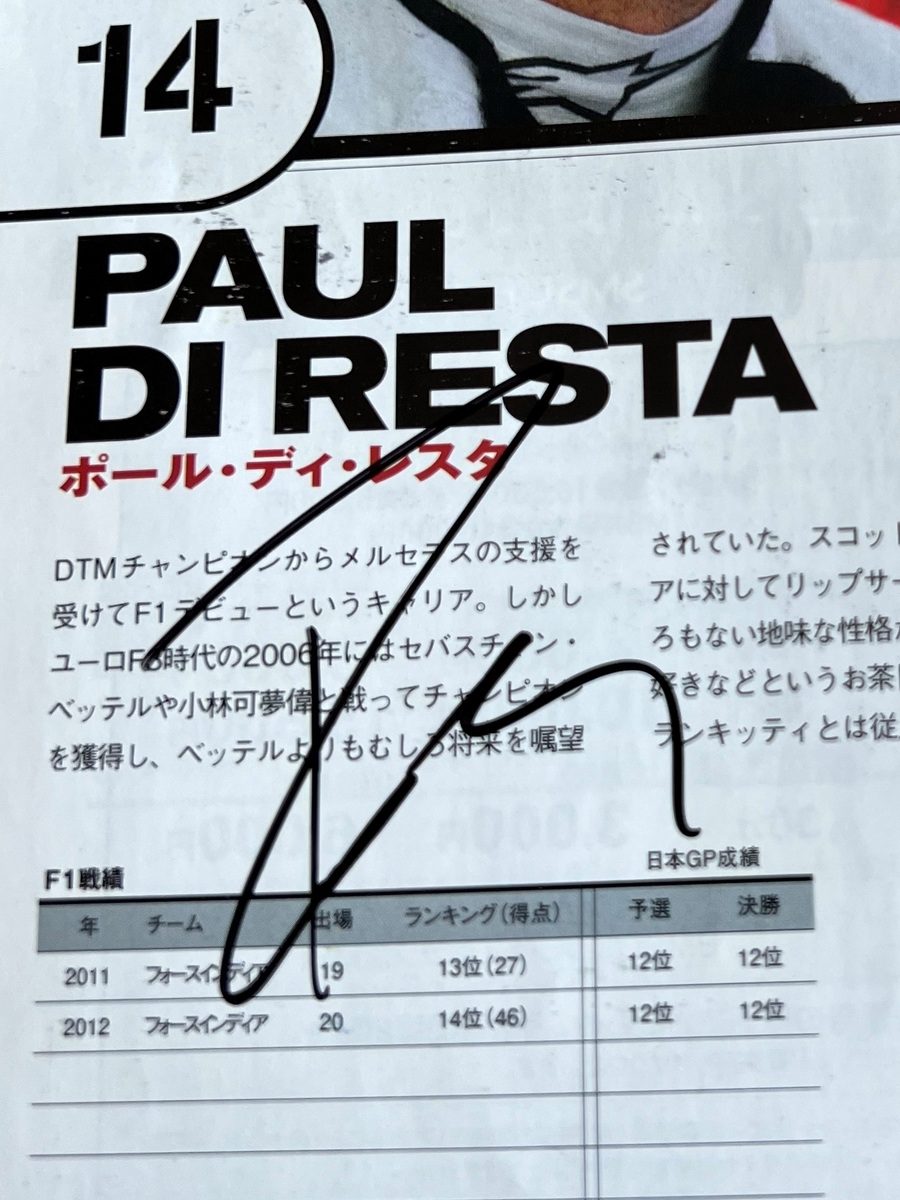 14
PAUL
DI RESTA
ポール・ディ・レスタ
DTMチャンピオンからメルセデスの支援を
受けてF1デビューというキャリア。しかし
ユーロF3時代の2006年にはセバスチャン・
ベッテルや小林可夢偉と戦ってチャンピオン
を獲得し、ベッテルよりもむしろ将来を嘱望
されていた。スコット
アに対してリップサー
ろもない地味な性格
好きなどというお茶
ランキッティとは従
F1戦績
日本GP成績
年 チーム 出場 ランキング(得点) 予選 決勝
2011 フォースインディア 19 13位(27) 12位 12位
2012 フォースインディア 20 14位(46) 12位 12位